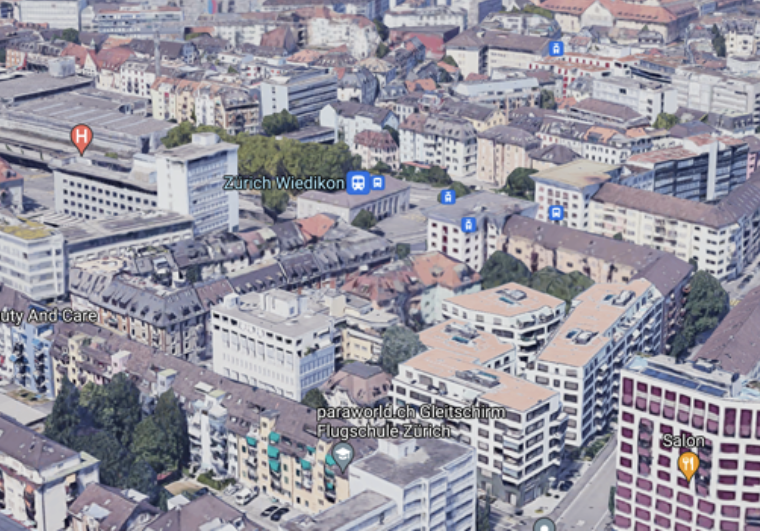 H
Zürich Wiedikon
uty And Care
paraworld.ch Gleitschirm
Flugschule Zürich
Salon